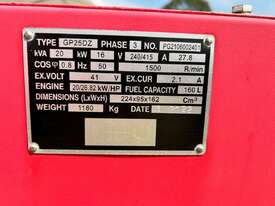 TYPE GP25DZ PHASE 3 NO. PG2106002401
kVA 20 kW 16 V 240/415 A 27.8
COSφ 0.8 Hz 50 1500 R/min
EX.VOLT 41 V EX.CUR 2.1 A
ENGINE 20/26.82 kW/HP FUEL CAPACITY 160 L
DIMENSIONS (LxWxH) 224x95x162 Cm³
WEIGHT 1160 Kg DATE